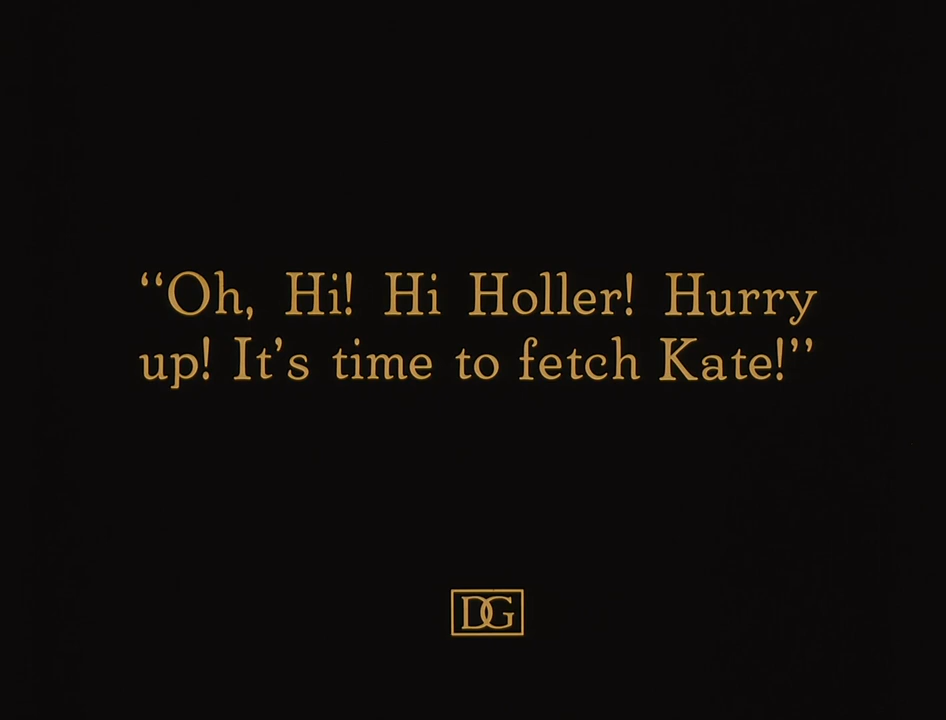 “Oh, Hi! Hi Holler! Hurry
up! It’s time to fetch Kate!”
DG